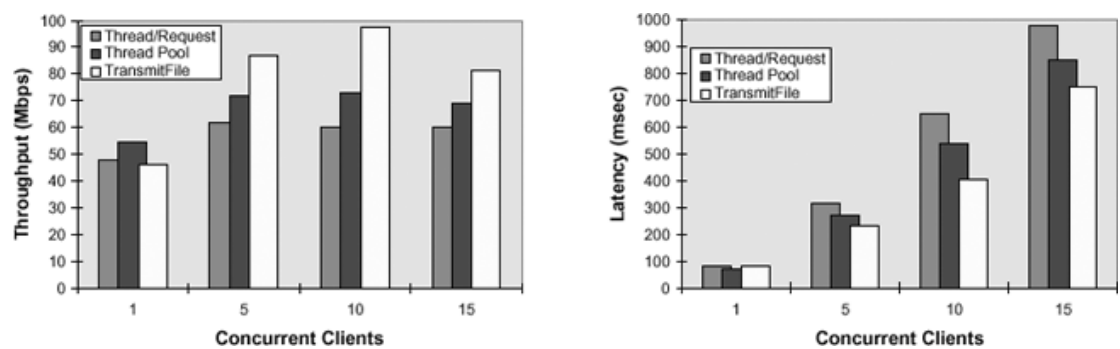 100
90
80
70
60
50
40
30
20
10
0
Throughput (Mbps)
Thread/Request
Thread Pool
TransmitFile
1 5 10 15
Concurrent Clients
1000
900
800
700
600
500
400
300
200
100
0
Latency (msec)
Thread/Request
Thread Pool
TransmitFile
1 5 10 15
Concurrent Clients